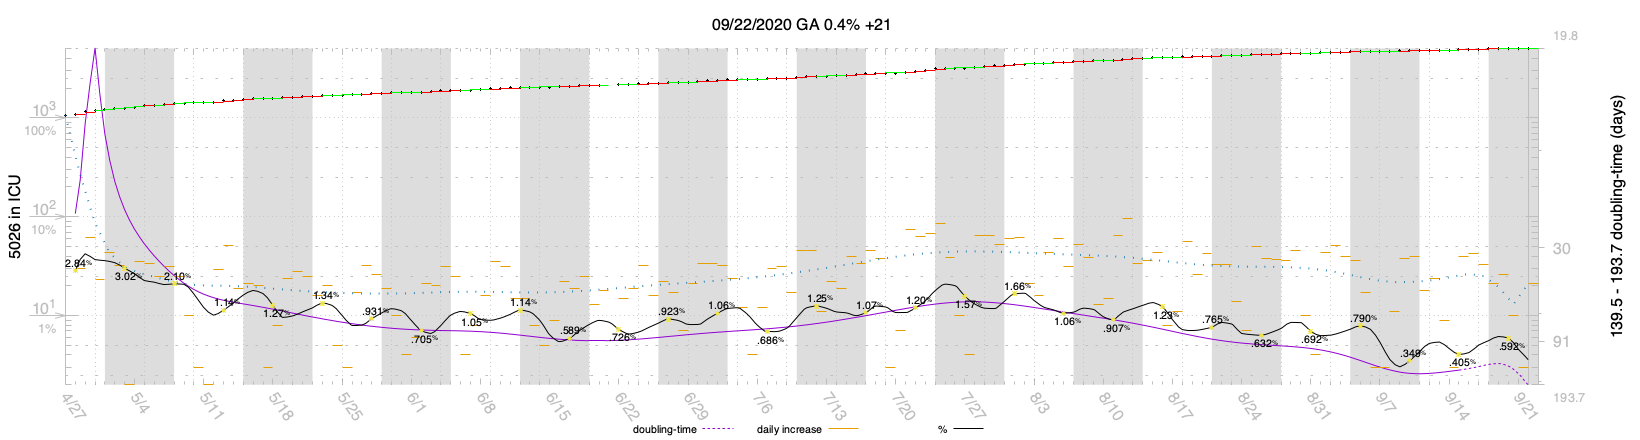 09/22/2020 GA 0.4% +21
19.8
10³
100%
10²
10%
30
10¹
1%
91
193.7
5026 in ICU
139.5 - 193.7 doubling-time (days)
2.84% 3.02% 2.10% 1.14% 1.27% 1.34% .931% .705% 1.05% 1.14% .589% .726% .923% 1.06% .686% 1.25% 1.07% 1.20% 1.57% 1.66% 1.06% .907% 1.23% .765% .632% .692% .790% .349% .405% .592%
4/27 5/4 5/11 5/18 5/25 6/1 6/8 6/15 6/22 6/29 7/6 7/13 7/20 7/27 8/3 8/10 8/17 8/24 8/31 9/7 9/14 9/21
doubling-time daily increase %